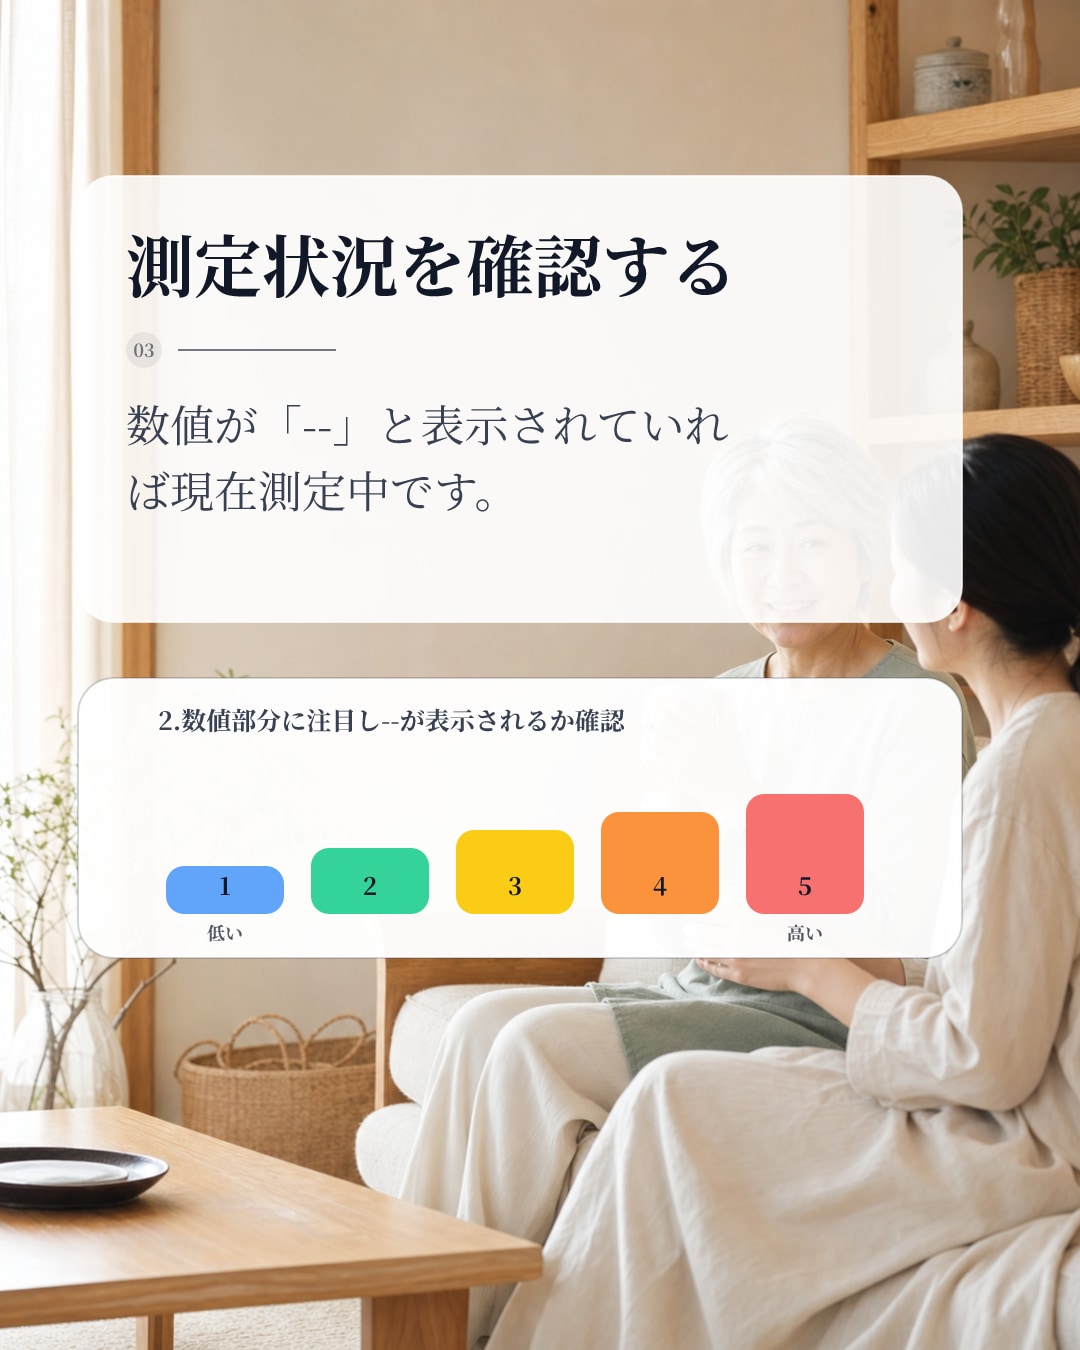 測定状況を確認する
03
数値が「--」と表示されていれ
ば現在測定中です。
2.数値部分に注目し--が表示されるか確認
1
2
3
4
5
低い
高い